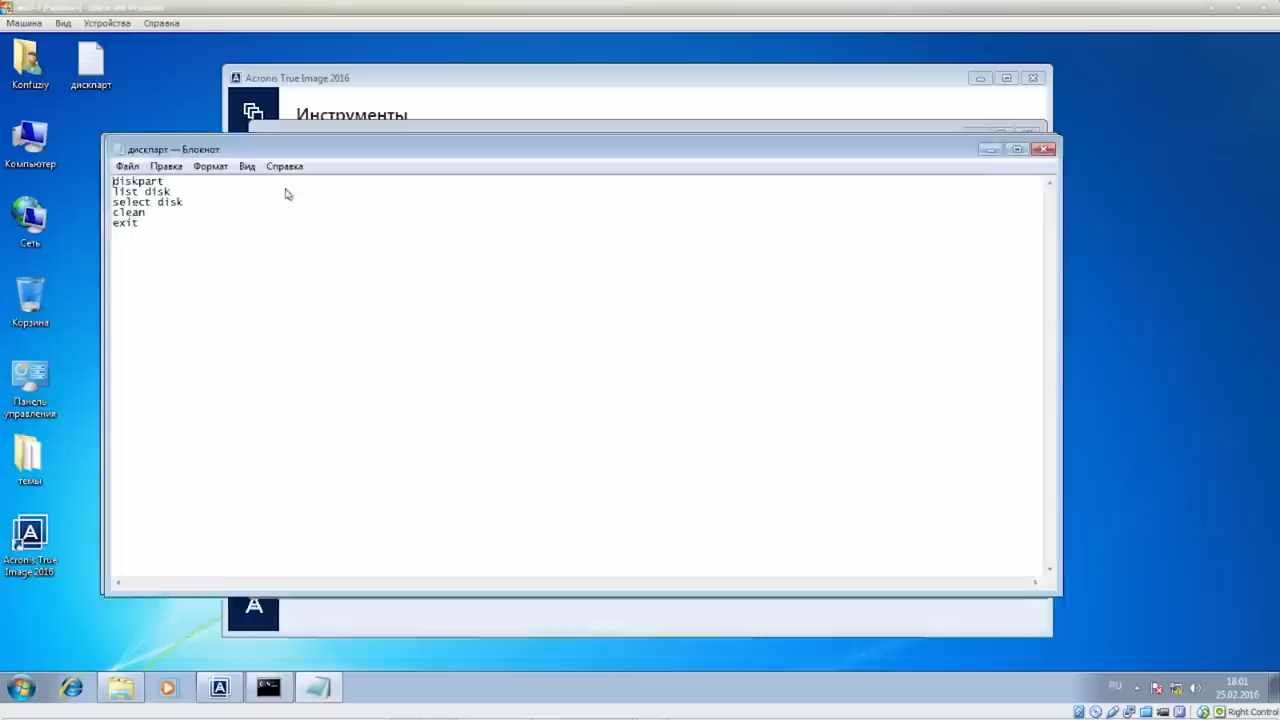 Машина Вид Устройства Справка
Konfuziy
дискпарт
Компьютер
Сеть
Корзина
Панель
управления
темы
Acronis True
Image 2016
Acronis True Image 2016
Инструменты
дискпарт — Блокнот
Файл Правка Формат Вид Справка
diskpart
list disk
select disk
clean
exit
RU
18:01
25.02.2016
Right Control